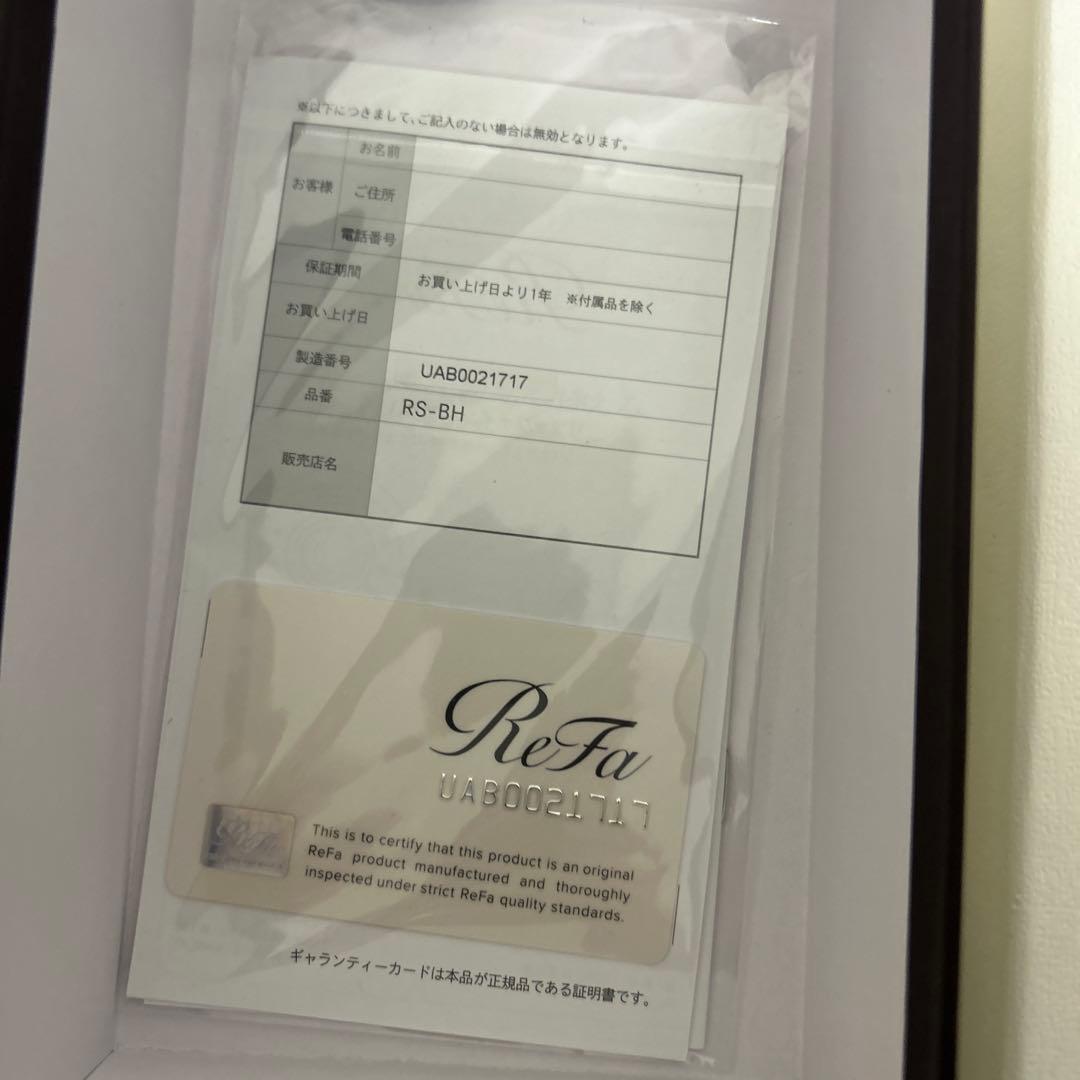 ※以下につきまして、ご記入のない場合は無効となります。
お客様
お名前
ご住所
電話番号
保証期間 お買い上げ日より1年 ※付属品を除く
お買い上げ日
製造番号 UAB0021717
品番 RS-BH
販売店名
ReFa
UAB0021717
ReFa
This is to certify that this product is an original
ReFa product manufactured and thoroughly
inspected under strict ReFa quality standards.
ギャランティーカードは本品が正規品である証明書です。